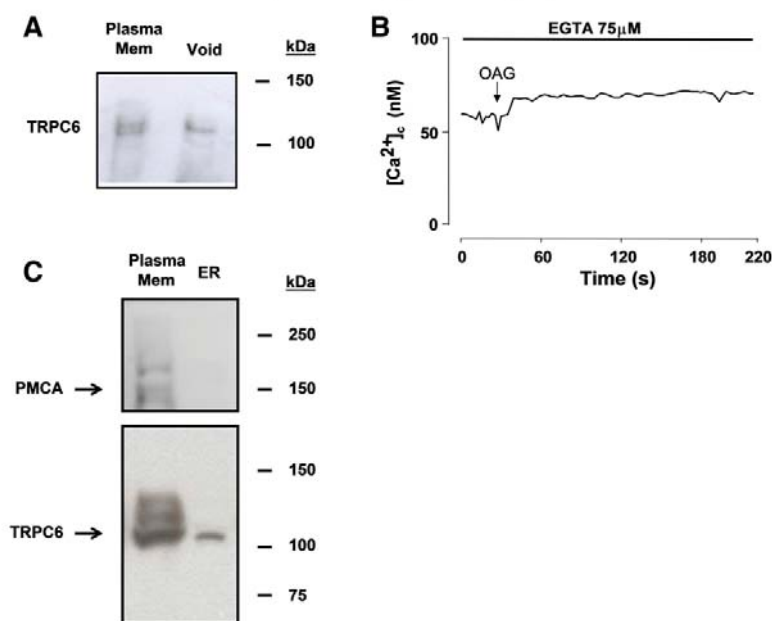 A
Plasma
Mem
Void
kDa
150
TRPC6
100
B
EGTA 75μM
100
OAG
[Ca2+]c (nM)
50
0
0 60 120 180 220
Time (s)
C
Plasma
Mem
ER
kDa
250
PMCA
150
150
TRPC6
100
75